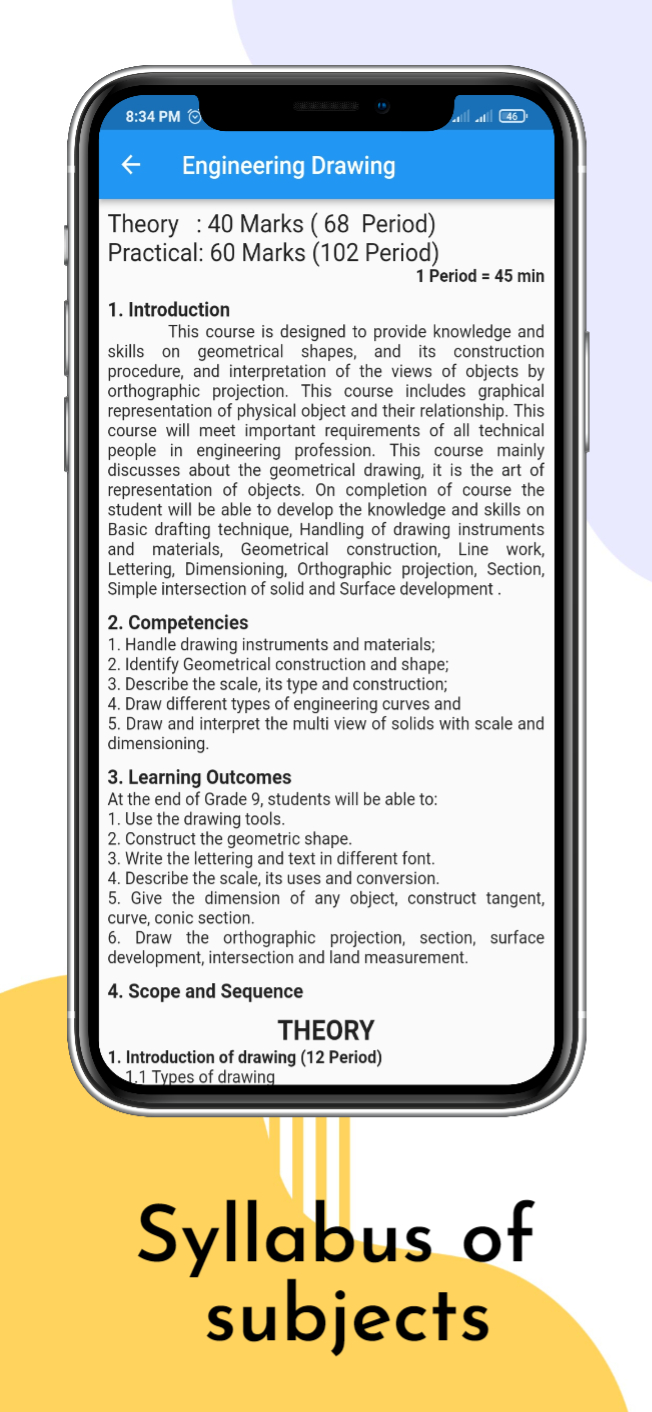 8:34 PM
46
Engineering Drawing
Theory : 40 Marks ( 68 Period)
Practical: 60 Marks (102 Period)
1 Period = 45 min
1. Introduction
This course is designed to provide knowledge and
skills on geometrical shapes, and its construction
procedure, and interpretation of the views of objects by
orthographic projection. This course includes graphical
representation of physical object and their relationship. This
course will meet important requirements of all technical
people in engineering profession. This course mainly
discusses about the geometrical drawing, it is the art of
representation of objects. On completion of course the
student will be able to develop the knowledge and skills on
Basic drafting technique, Handling of drawing instruments
and materials, Geometrical construction, Line work,
Lettering, Dimensioning, Orthographic projection, Section,
Simple intersection of solid and Surface development .
2. Competencies
1. Handle drawing instruments and materials;
2. Identify Geometrical construction and shape;
3. Describe the scale, its type and construction;
4. Draw different types of engineering curves and
5. Draw and interpret the multi view of solids with scale and
dimensioning.
3. Learning Outcomes
At the end of Grade 9, students will be able to:
1. Use the drawing tools.
2. Construct the geometric shape.
3. Write the lettering and text in different font.
4. Describe the scale, its uses and conversion.
5. Give the dimension of any object, construct tangent,
curve, conic section.
6. Draw the orthographic projection, section, surface
development, intersection and land measurement.
4. Scope and Sequence
THEORY
1. Introduction of drawing (12 Period)
1.1 Types of drawing
Syllabus of
subjects